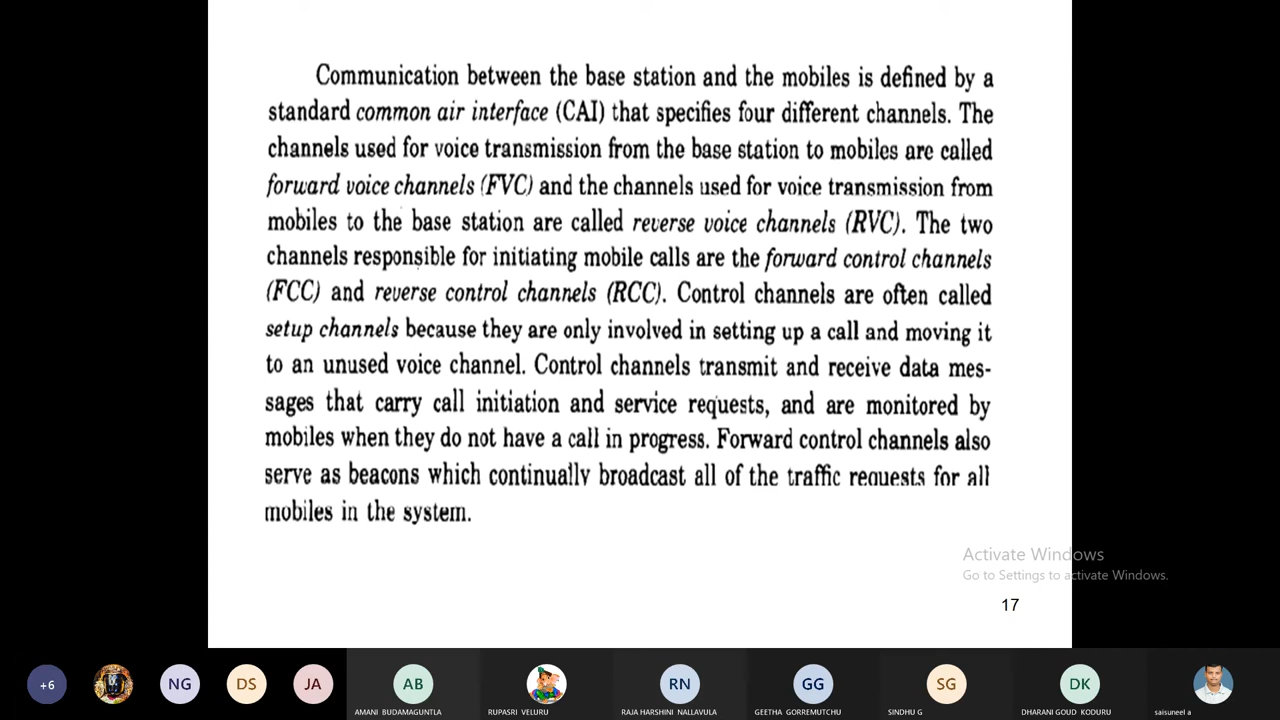 Communication between the base station and the mobiles is defined by a
standard common air interface (CAI) that specifies four different channels. The
channels used for voice transmission from the base station to mobiles are called
forward voice channels (FVC) and the channels used for voice transmission from
mobiles to the base station are called reverse voice channels (RVC). The two
channels responsible for initiating mobile calls are the forward control channels
(FCC) and reverse control channels (RCC). Control channels are often called
setup channels because they are only involved in setting up a call and moving it
to an unused voice channel. Control channels transmit and receive data mes-
sages that carry call initiation and service requests, and are monitored by
mobiles when they do not have a call in progress. Forward control channels also
serve as beacons which continually broadcast all of the traffic requests for all
mobiles in the system.
Activate Windows
Go to Settings to activate Windows.
17
+6 NG DS JA AB RN GG SG DK
AMANI BUDAMAGUNTLA RUPASRI VELURU RAJA HARSHINI NALLAVULA GEETHA GORREMUTCHU SINDHU G DHARANI GOUD KODURU saisuneel a